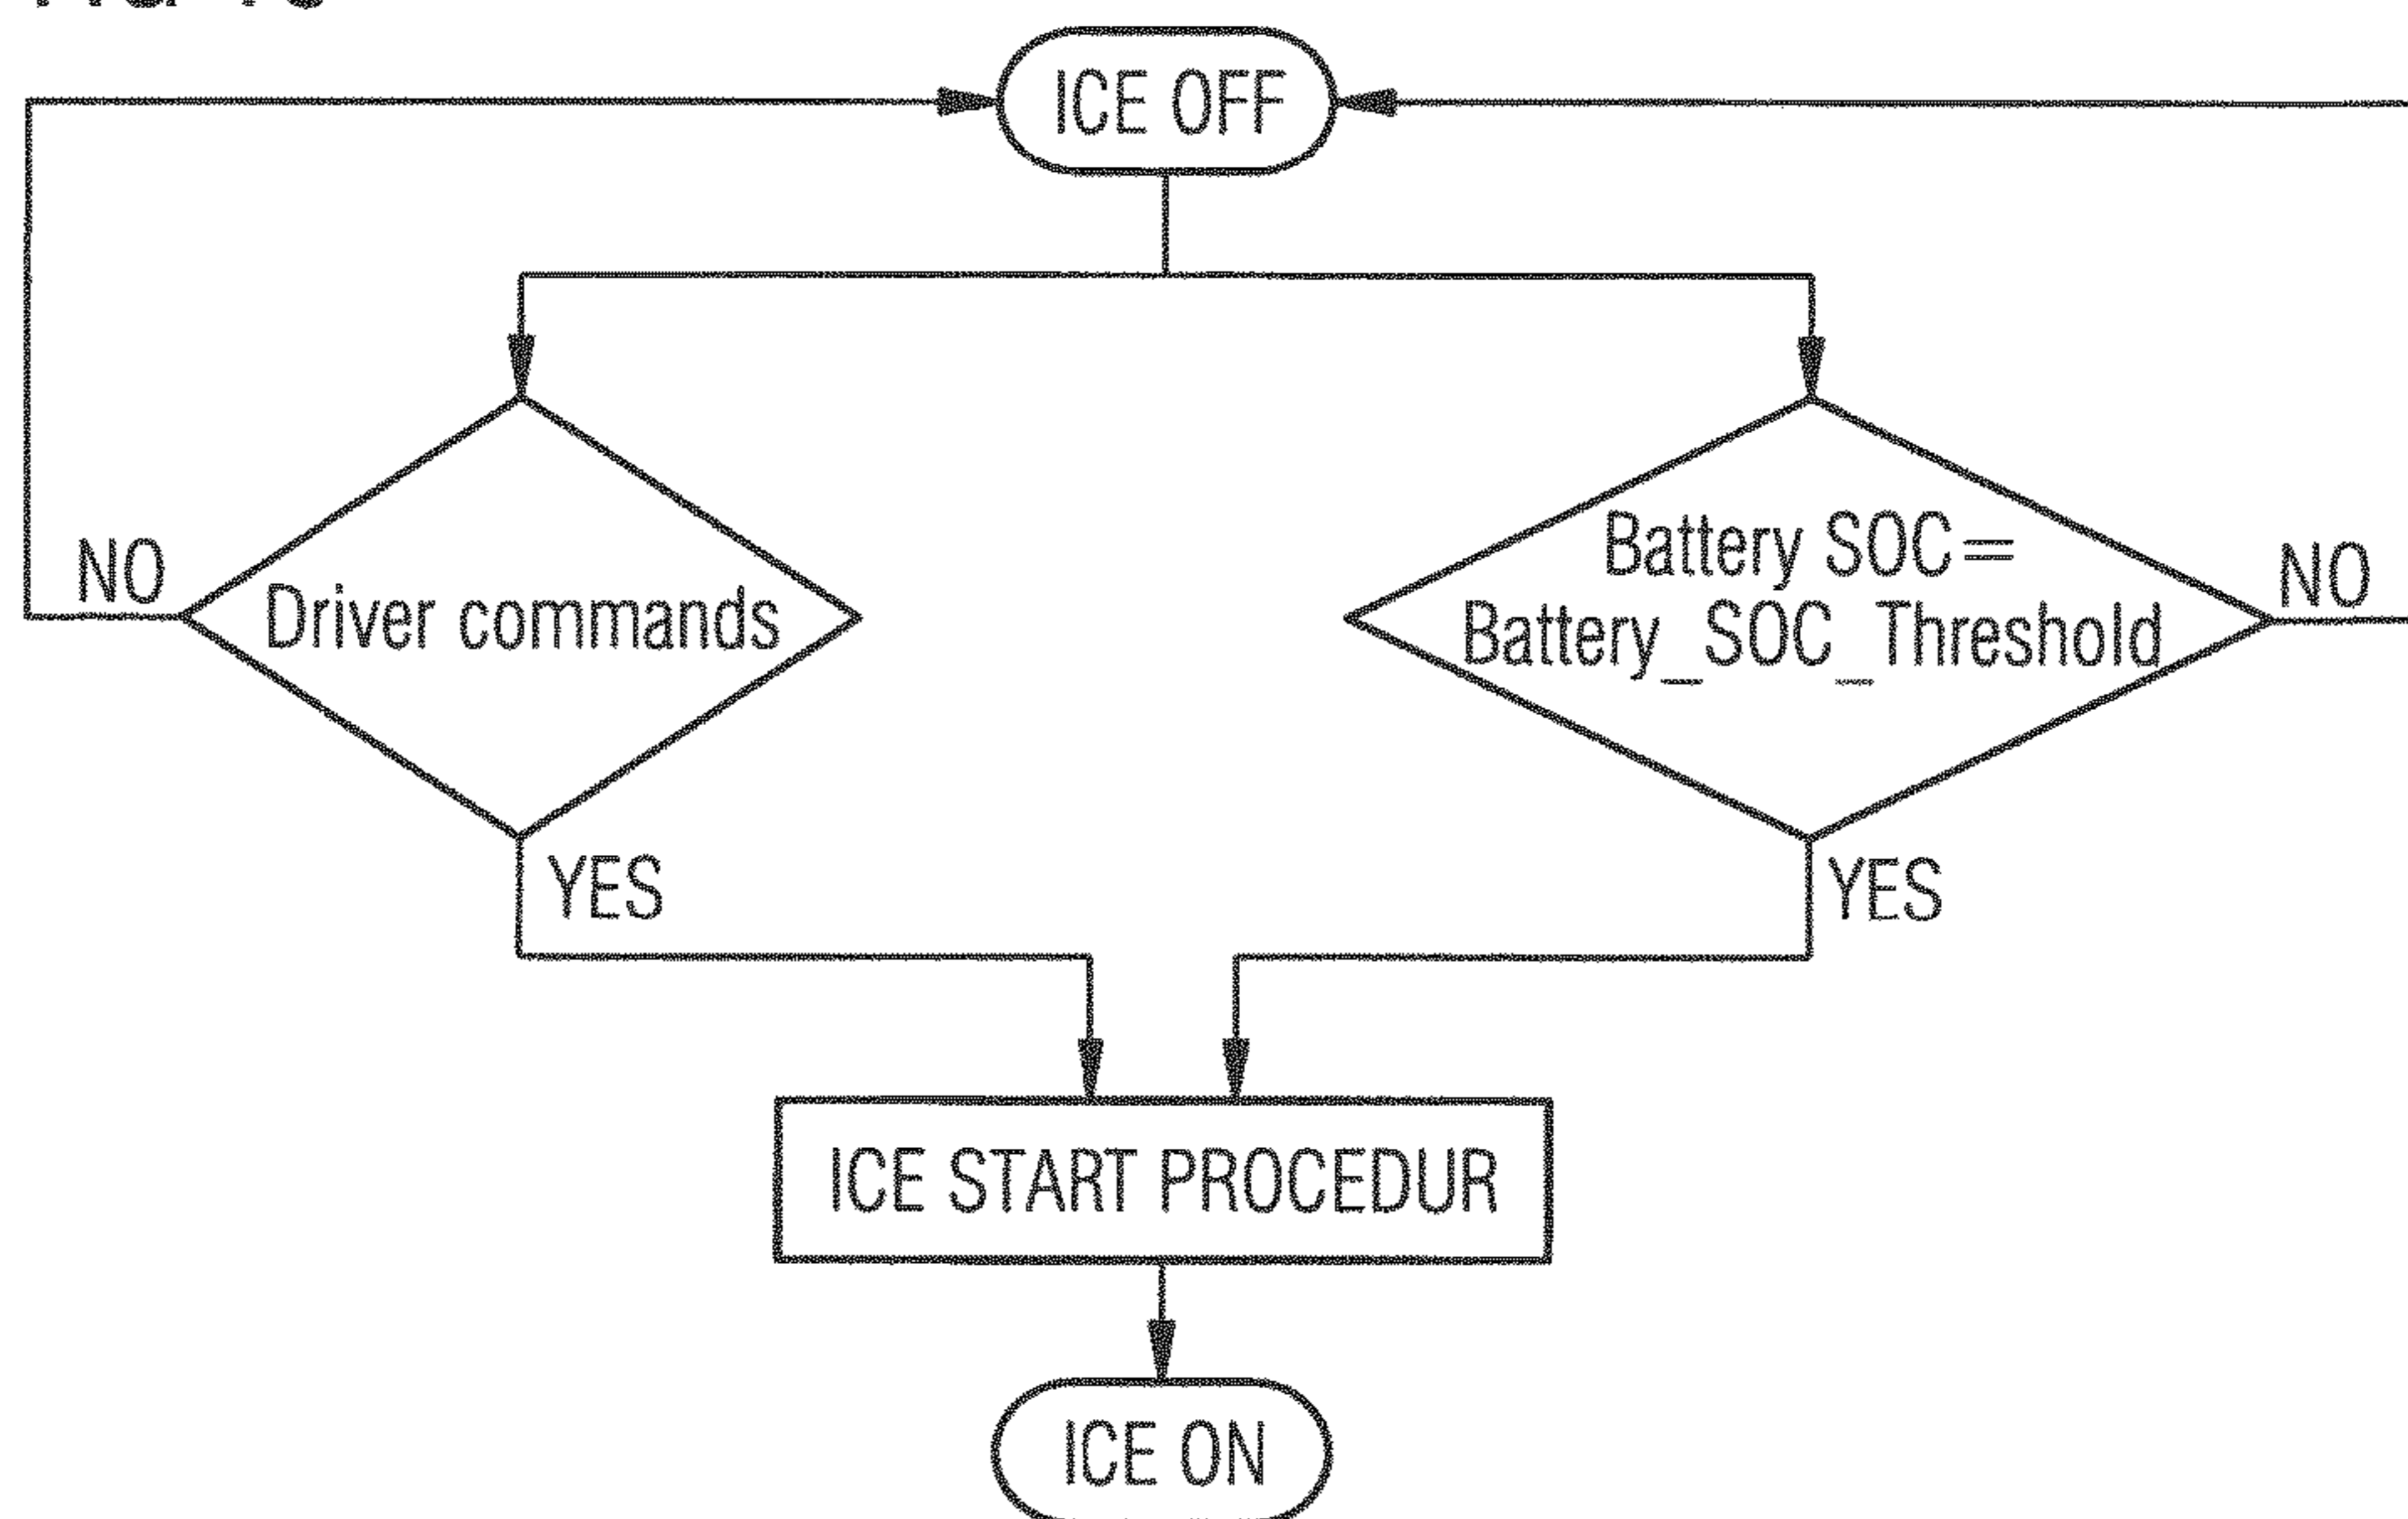 ICE OFF
NO
Driver commands
YES
Battery SOC=
Battery_SOC_Threshold
NO
YES
ICE START PROCEDUR
ICE ON